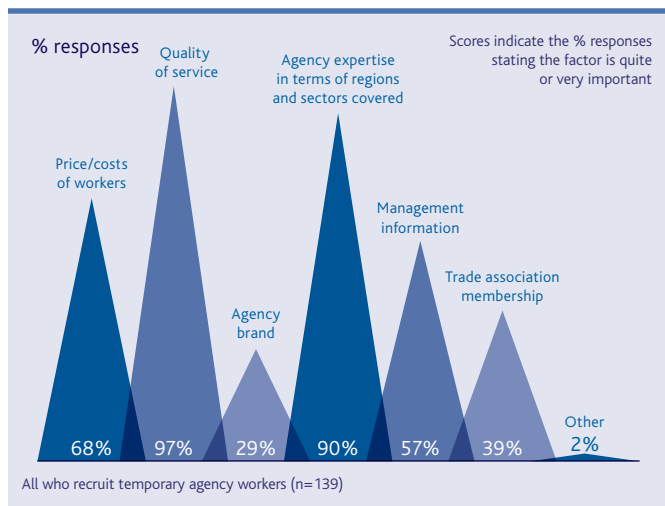 % responses
Scores indicate the % responses
stating the factor is quite
or very important
Price/costs
of workers
68%
Quality
of service
97%
Agency
brand
29%
Agency expertise
in terms of regions
and sectors covered
90%
Management
information
57%
Trade association
membership
39%
Other
2%
All who recruit temporary agency workers (n=139)